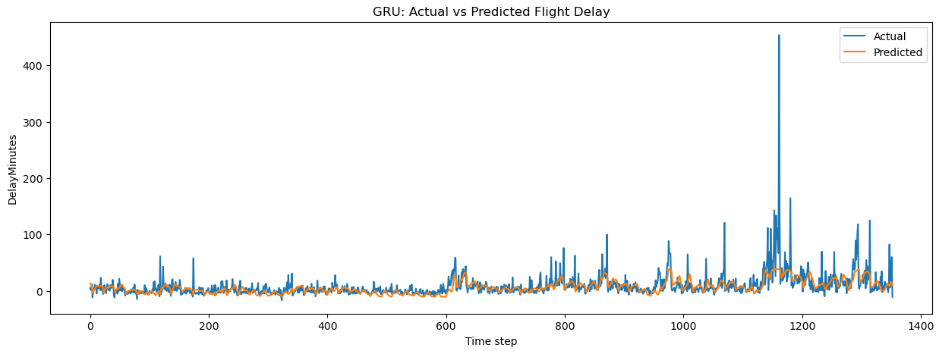 GRU: Actual vs Predicted Flight Delay
Actual
Predicted
DelayMinutes
400
300
200
100
0
0
200
400
600
800
1000
1200
1400
Time step